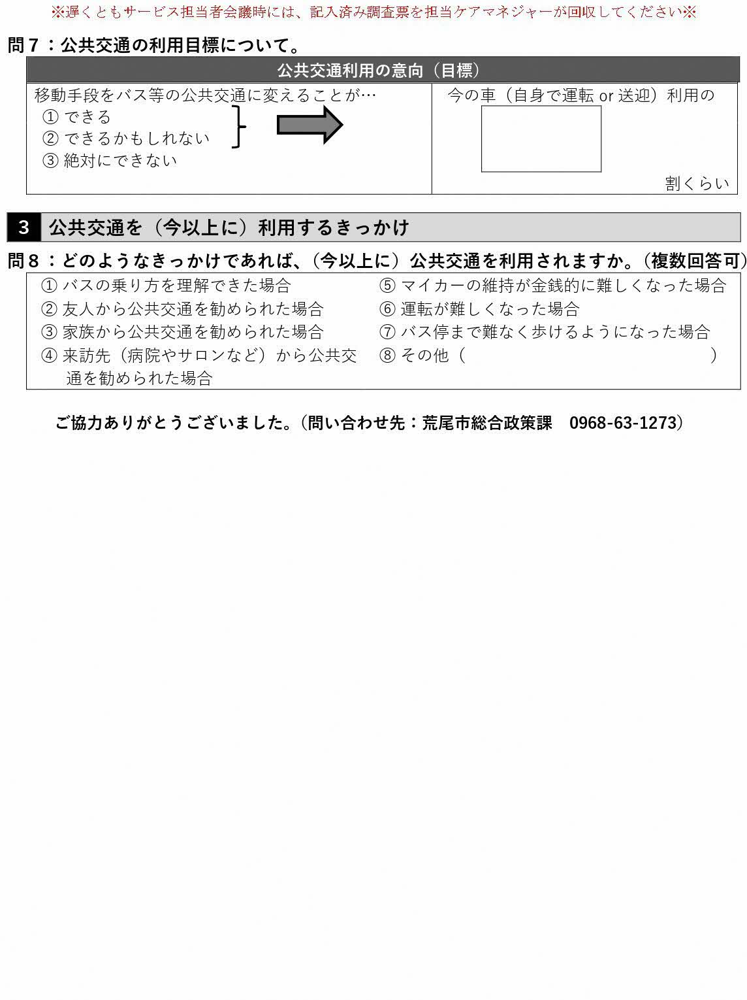 ※遅くともサービス担当者会議時には、記入済み調査票を担当ケアマネジャーが回収してください※
問７：公共交通の利用目標について。
公共交通利用の意向（目標）
移動手段をバス等の公共交通に変えることが…
① できる
② できるかもしれない
③ 絶対にできない
今の車（自身で運転 or 送迎）利用の
割くらい
3 公共交通を（今以上に）利用するきっかけ
問８：どのようなきっかけであれば、（今以上に）公共交通を利用されますか。（複数回答可）
① バスの乗り方を理解できた場合
② 友人から公共交通を勧められた場合
③ 家族から公共交通を勧められた場合
④ 来訪先（病院やサロンなど）から公共交
通を勧められた場合
⑤ マイカーの維持が金銭的に難しくなった場合
⑥ 運転が難しくなった場合
⑦ バス停まで難なく歩けるようになった場合
⑧ その他（　　　　　　　　　　　　　　　）
ご協力ありがとうございました。（問い合わせ先：荒尾市総合政策課　0968-63-1273）